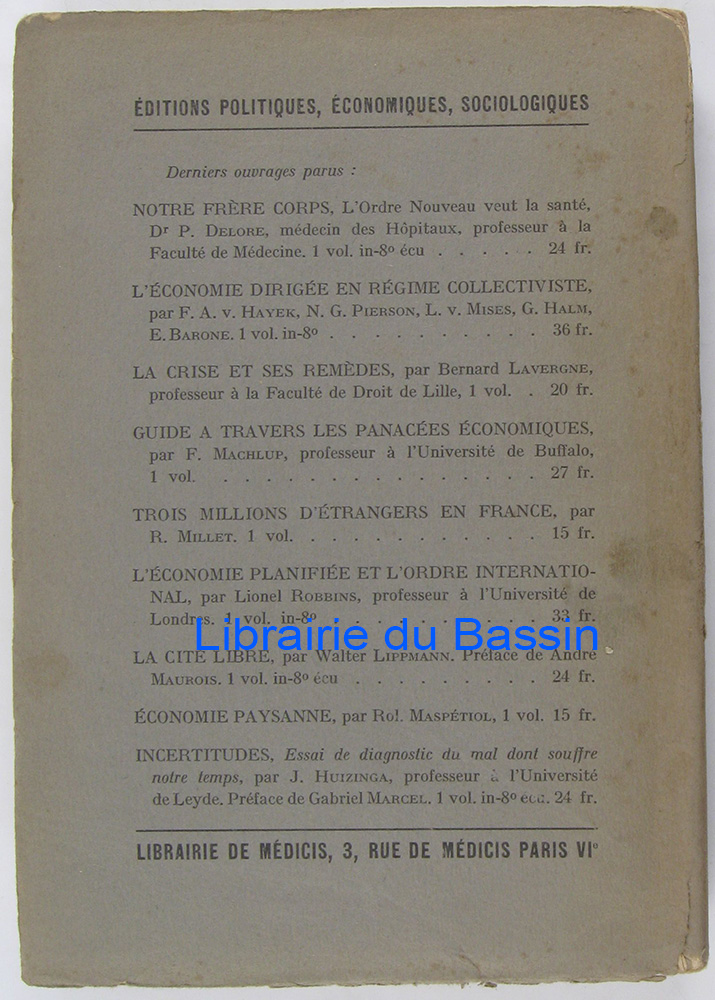 ÉDITIONS POLITIQUES, ÉCONOMIQUES, SOCIOLOGIQUES
Derniers ouvrages parus :
NOTRE FRÈRE CORPS, L'Ordre Nouveau veut la santé,
Dr P. DELORE, médecin des Hôpitaux, professeur à la
Faculté de Médecine. 1 vol. in-8º écu . . . . . 24 fr.
L'ÉCONOMIE DIRIGÉE EN RÉGIME COLLECTIVISTE,
par F. A. v. HAYEK, N. G. PIERSON, L. v. MISES, G. HALM,
E. BARONE. 1 vol. in-8º . . . . . . . . . . 36 fr.
LA CRISE ET SES REMÈDES, par Bernard LAVERGNE,
professeur à la Faculté de Droit de Lille, 1 vol. . 20 fr.
GUIDE A TRAVERS LES PANACÉES ÉCONOMIQUES,
par F. MACHLUP, professeur à l'Université de Buffalo,
1 vol. . . . . . . . . . . . . . . 27 fr.
TROIS MILLIONS D'ÉTRANGERS EN FRANCE, par
R. MILLET. 1 vol. . . . . . . . . . . . 15 fr.
L'ÉCONOMIE PLANIFIÉE ET L'ORDRE INTERNATIO-
NAL, par Lionel ROBBINS, professeur à l'Université de
Londres. 1 vol. in-8º . . . . . . . . . . 33 fr.
Librairie du Bassin
LA CITÉ LIBRE, par Walter LIPPMANN. Préface de André
MAUROIS. 1 vol. in-8º écu . . . . . . . . . 24 fr.
ÉCONOMIE PAYSANNE, par Rol. MASPÉTIOL, 1 vol. 15 fr.
INCERTITUDES, Essai de diagnostic du mal dont souffre
notre temps, par J. HUIZINGA, professeur à l'Université
de Leyde. Préface de Gabriel MARCEL. 1 vol. in-8º écu. 24 fr.
LIBRAIRIE DE MÉDICIS, 3, RUE DE MÉDICIS PARIS VIº